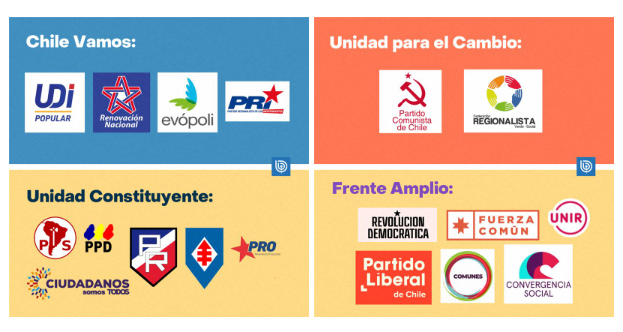 Chile Vamos:
UDi
POPULAR
Renovación
Nacional
evópoli
PRi
Unidad para el Cambio:
Partido
Comunista
de Chile
Federación
REGIONALISTA
Verde Social
Unidad Constituyente:
PS
PPD
PR
PRO
CIUDADANOS
somos TODOS
Frente Amplio:
REVOLUCION
DEMOCRATICA
FUERZA
COMÚN
UNIR
Partido
Liberal
de Chile
COMUNES
CONVERGENCIA
SOCIAL